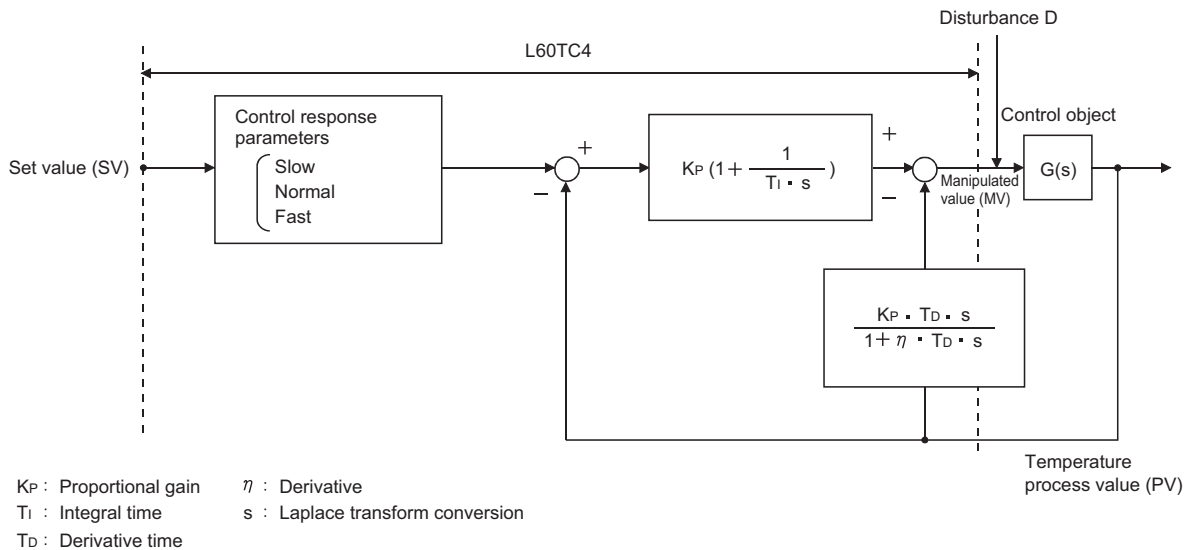 Disturbance D
L60TC4
Control response
parameters
Slow
Normal
Fast
Control object
Set value (SV)
+
−
KP (1+ 1 / TI · s )
+
−
Manipulated
value (MV)
G(s)
KP · TD · s
1+ η · TD · s
Temperature
process value (PV)
KP : Proportional gain
η : Derivative
TI : Integral time
s : Laplace transform conversion
TD : Derivative time